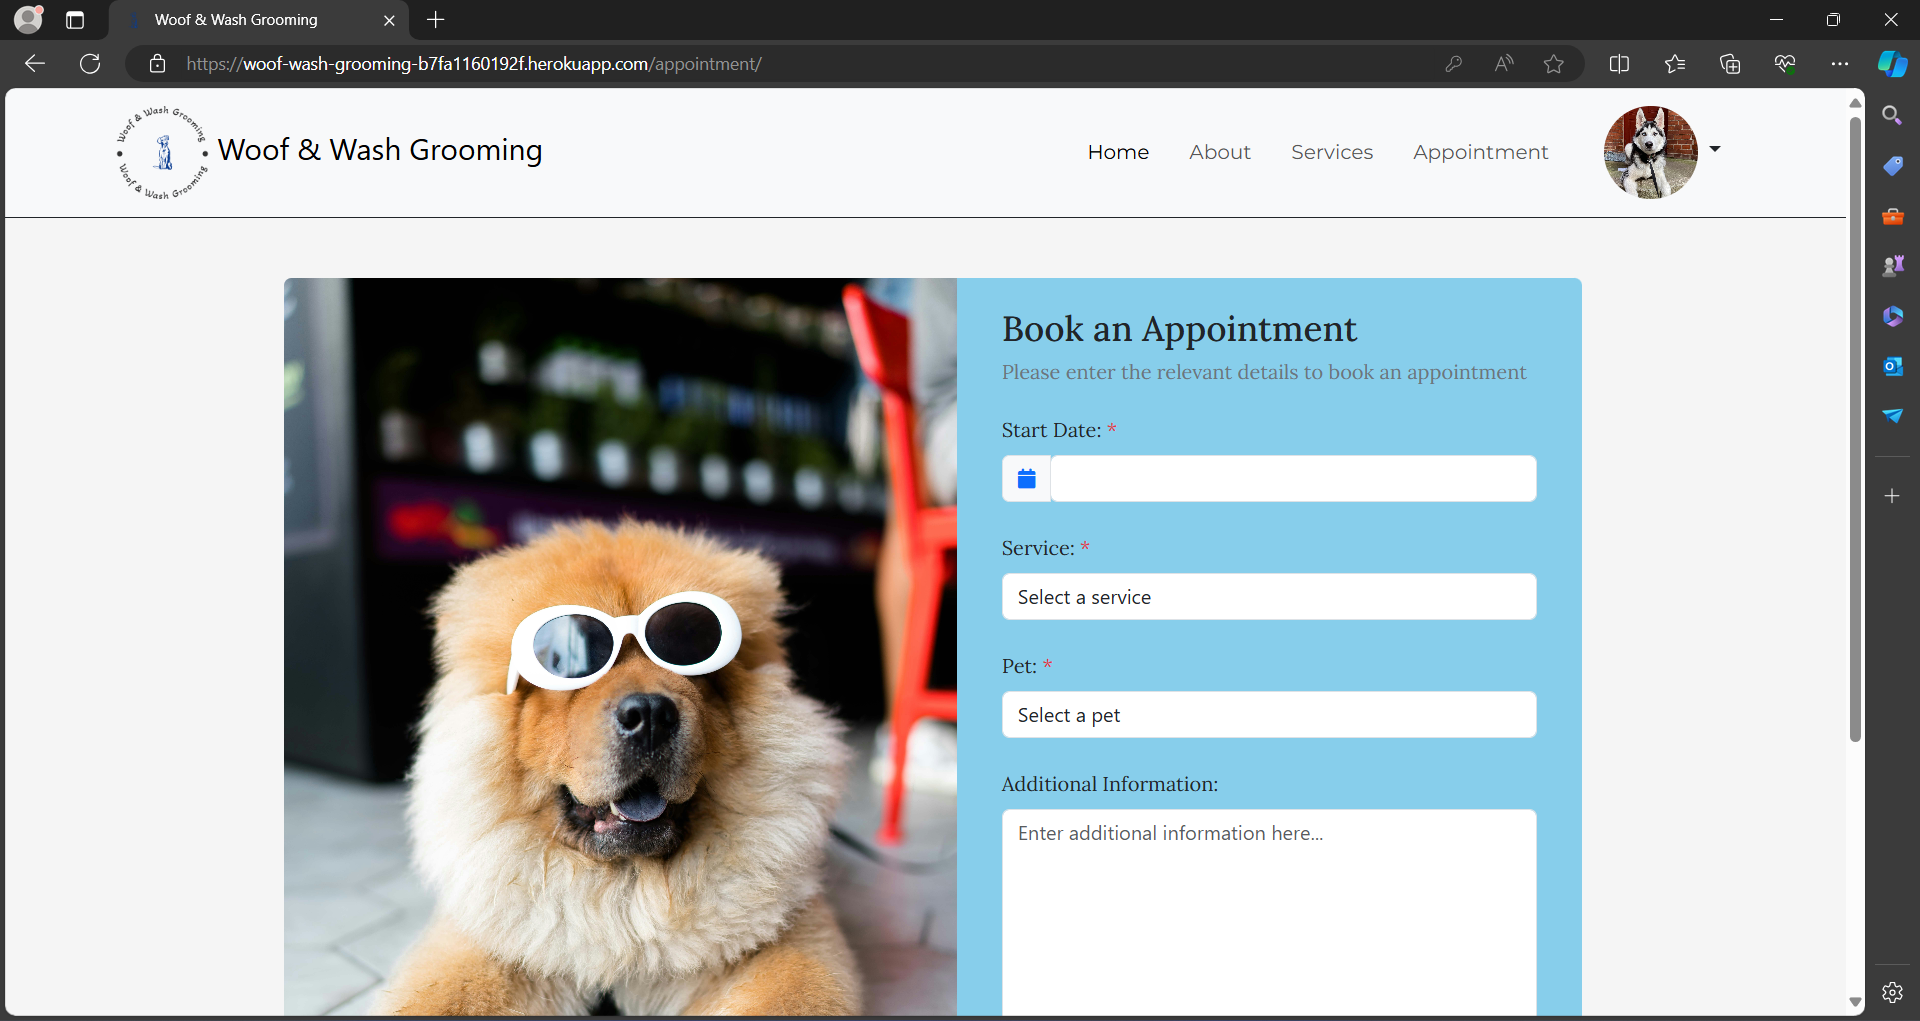 Woof & Wash Grooming
https://woof-wash-grooming-b7fa1160192f.herokuapp.com/appointment/
Woof & Wash Grooming
Woof & Wash Grooming
Woof & Wash Grooming
Home
About
Services
Appointment
Book an Appointment
Please enter the relevant details to book an appointment
Start Date: *
Service: *
Select a service
Pet: *
Select a pet
Additional Information:
Enter additional information here...